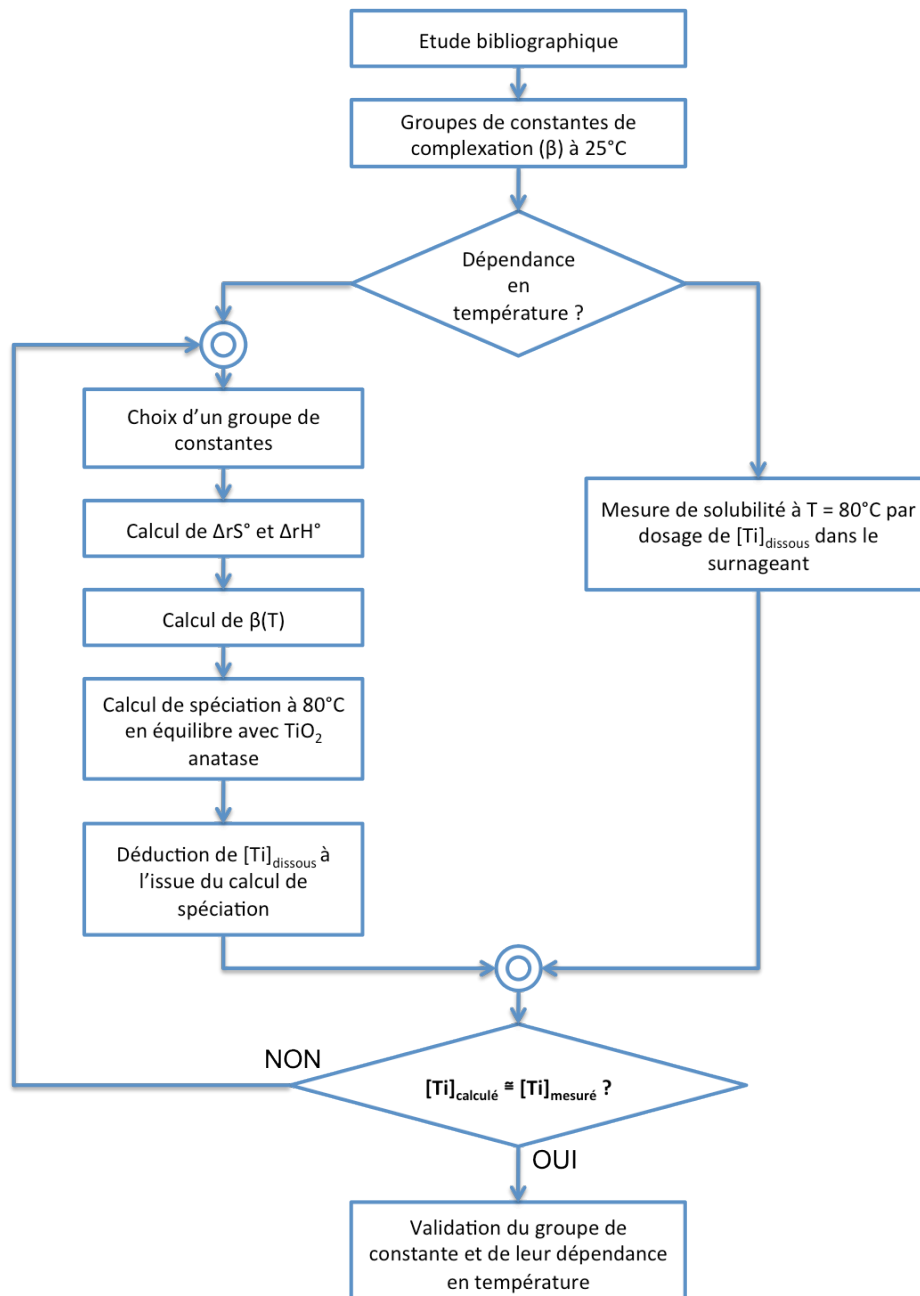 Etude bibliographique
Groupes de constantes de
complexation (β) à 25°C
Dépendance
en
température ?
Choix d'un groupe de
constantes
Calcul de ΔrS° et ΔrH°
Calcul de β(T)
Calcul de spéciation à 80°C
en équilibre avec TiO2
anatase
Déduction de [Ti]dissous à
l'issue du calcul de
spéciation
Mesure de solubilité à T = 80°C par
dosage de [Ti]dissous dans le
surnageant
NON
[Ti]calculé ≅ [Ti]mesuré ?
OUI
Validation du groupe de
constante et de leur dépendance
en température